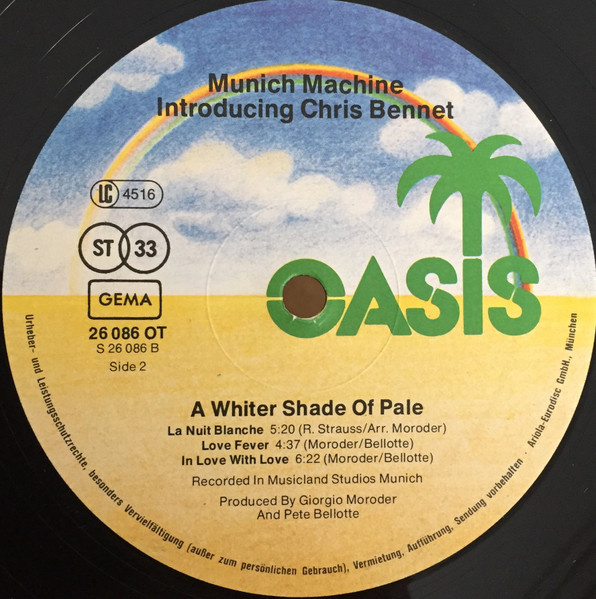 Munich Machine
Introducing Chris Bennet
LC 4516
ST 33
GEMA
OASIS
26 086 OT
S 26 086 B
Side 2
A Whiter Shade Of Pale
La Nuit Blanche 5:20 (R. Strauss/Arr. Moroder)
Love Fever 4:37 (Moroder/Bellotte)
In Love With Love 6:22 (Moroder/Bellotte)
Recorded In Musicland Studios Munich
Produced By Giorgio Moroder
And Pete Bellotte
Urheber- und Leistungsschutzrechte, besonders Vervielfältigung (außer zum persönlichen Gebrauch), Vermietung, Aufführung, Sendung vorbehalten · Ariola-Eurodisc GmbH., München